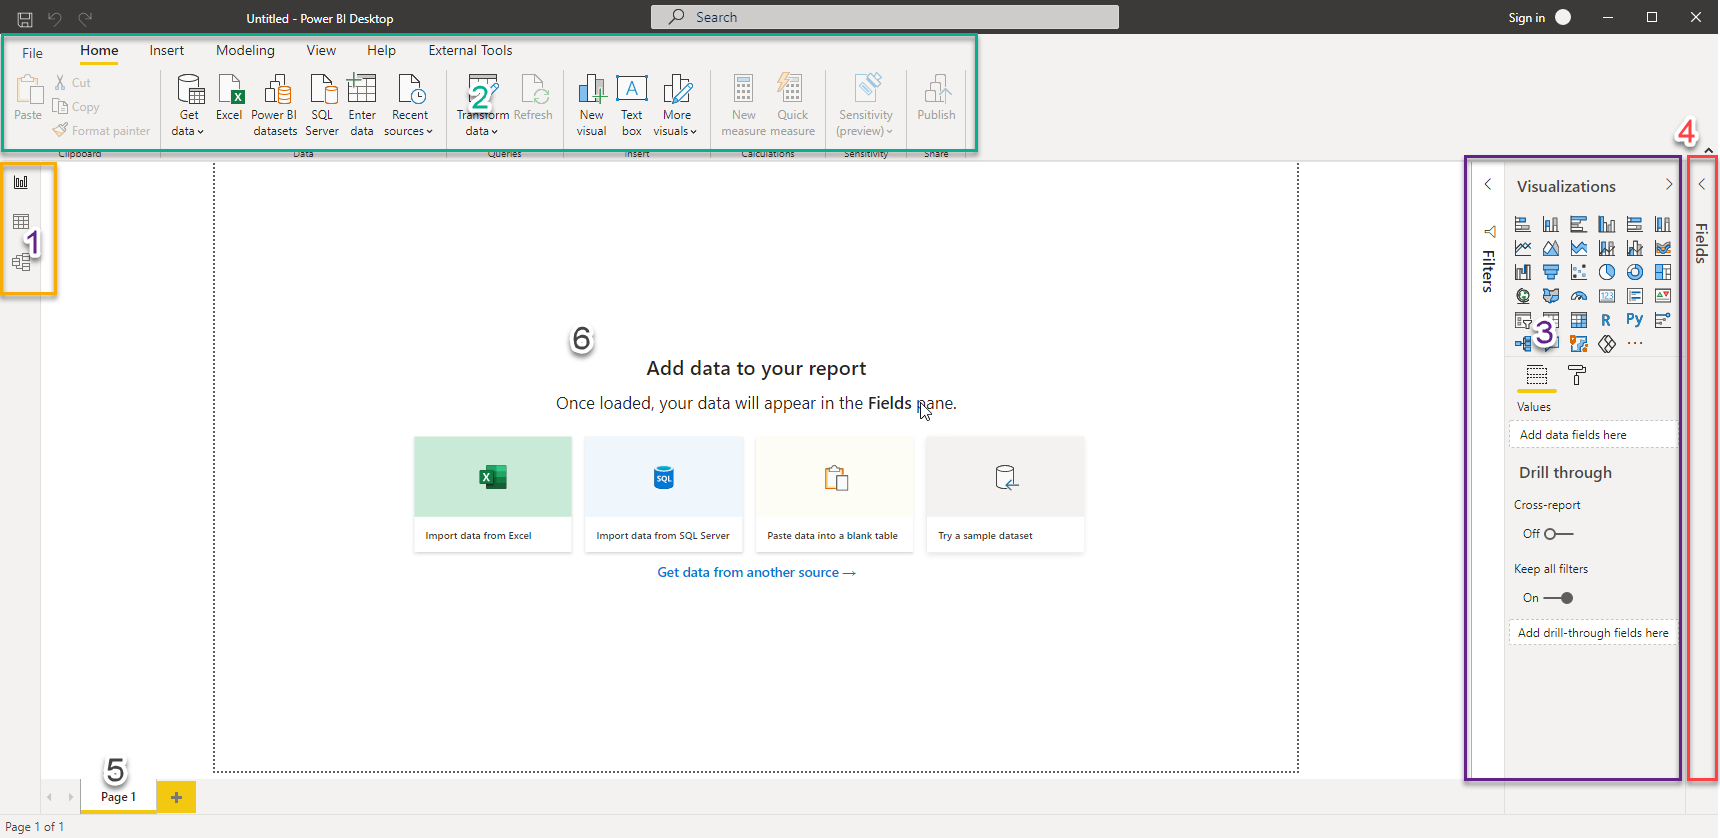 Untitled - Power BI Desktop
Search
Sign in
File
Home
Insert
Modeling
View
Help
External Tools
Paste
Cut
Copy
Format painter
Get data
Excel
Power BI datasets
SQL Server
Enter data
Recent sources
2
Transform data
Refresh
New visual
Text box
A
More visuals
New measure
Quick measure
Sensitivity (preview)
Publish
Clipboard
Data
Queries
Insert
Calculations
Sensitivity
Share
4
1
Filters
Visualizations
Fields
123
R
Py
3
...
Values
Add data fields here
Drill through
Cross-report
Off
Keep all filters
On
Add drill-through fields here
6
Add data to your report
Once loaded, your data will appear in the Fields pane.
X
SQL
Import data from Excel
Import data from SQL Server
Paste data into a blank table
Try a sample dataset
Get data from another source →
5
Page 1
+
Page 1 of 1